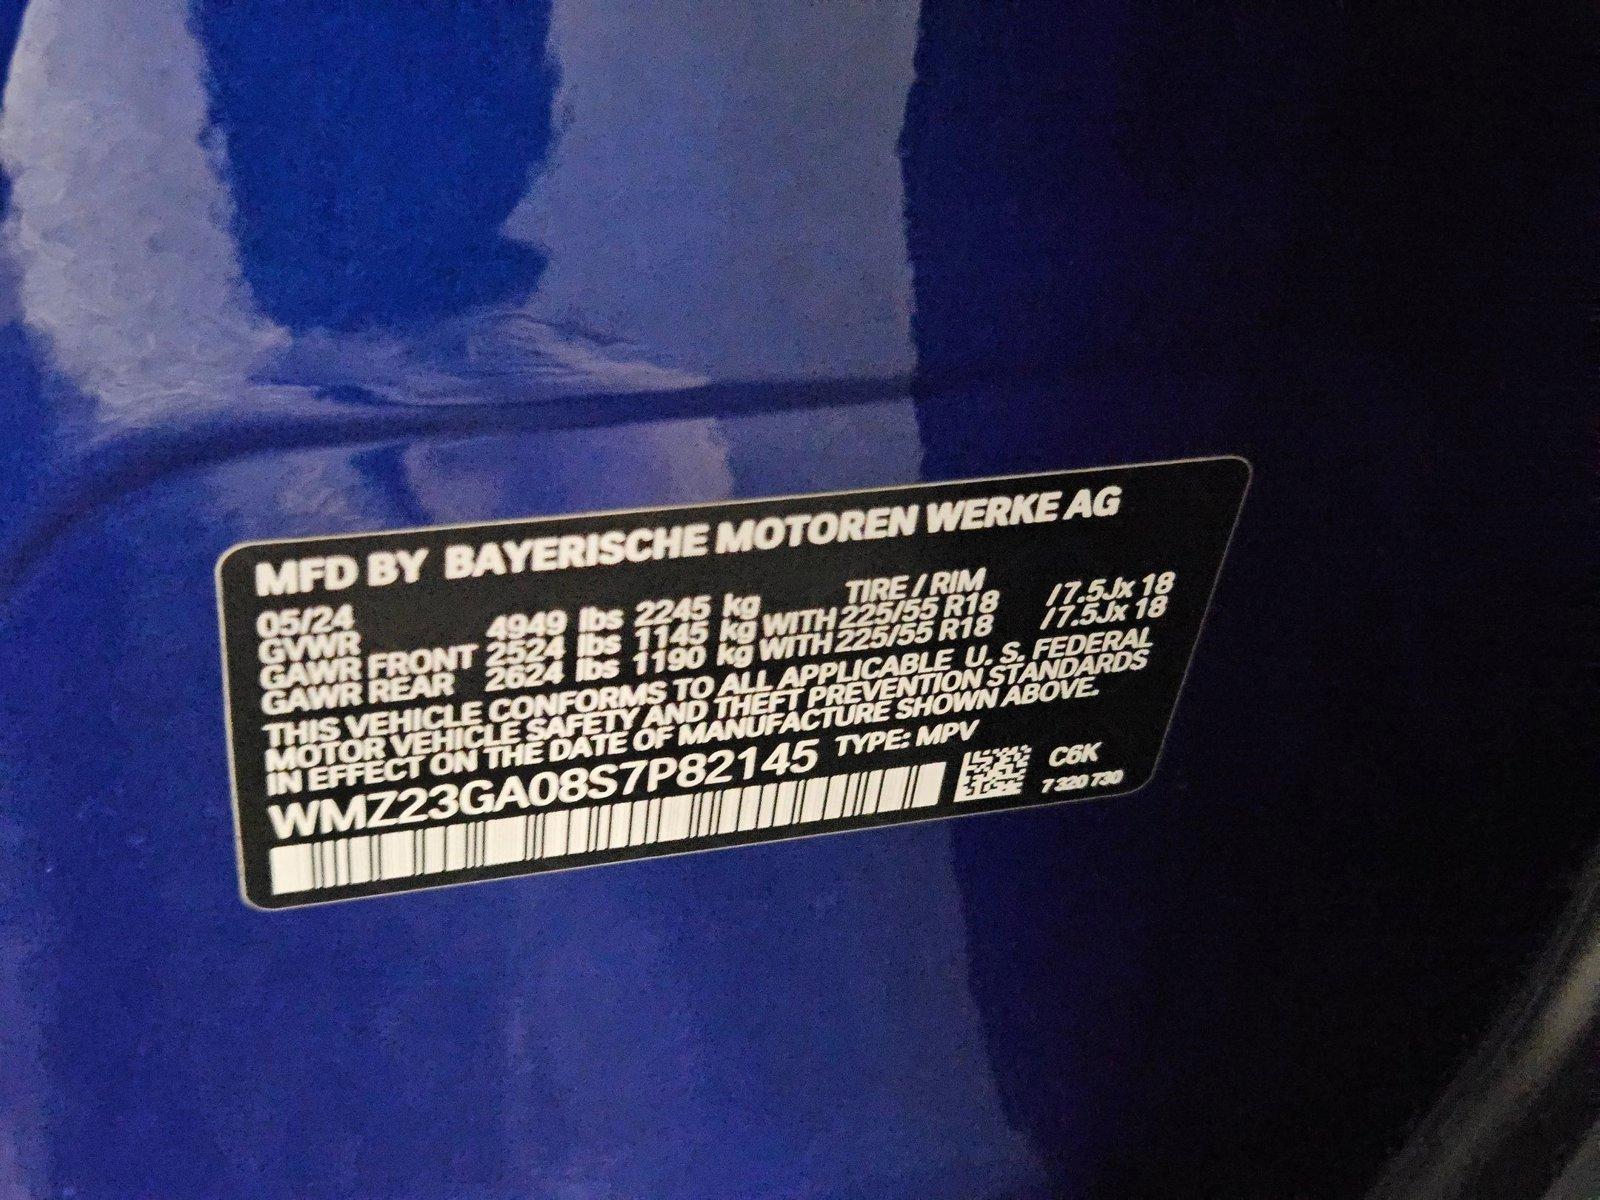 MFD BY BAYERISCHE MOTOREN WERKE AG
05/24 TIRE / RIM
GVWR 4949 lbs 2245 kg
GAWR FRONT 2524 lbs 1145 kg WITH 225/55 R18 / 7.5Jx 18
GAWR REAR 2624 lbs 1190 kg WITH 225/55 R18 / 7.5Jx 18
THIS VEHICLE CONFORMS TO ALL APPLICABLE U. S. FEDERAL
MOTOR VEHICLE SAFETY AND THEFT PREVENTION STANDARDS
IN EFFECT ON THE DATE OF MANUFACTURE SHOWN ABOVE.
WMZ23GA08S7P82145 TYPE: MPV
C6K
7 320 730